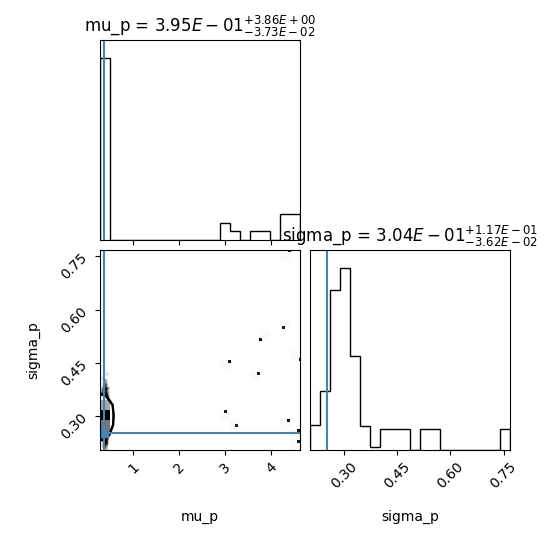 mu_p = 3.95E − 01 +3.86E+00 −3.73E−02
sigma_p = 3.04E − 01 +1.17E−01 −3.62E−02
0.75
0.60
0.45
0.30
sigma_p
1 2 3 4
0.30 0.45 0.60 0.75
mu_p
sigma_p